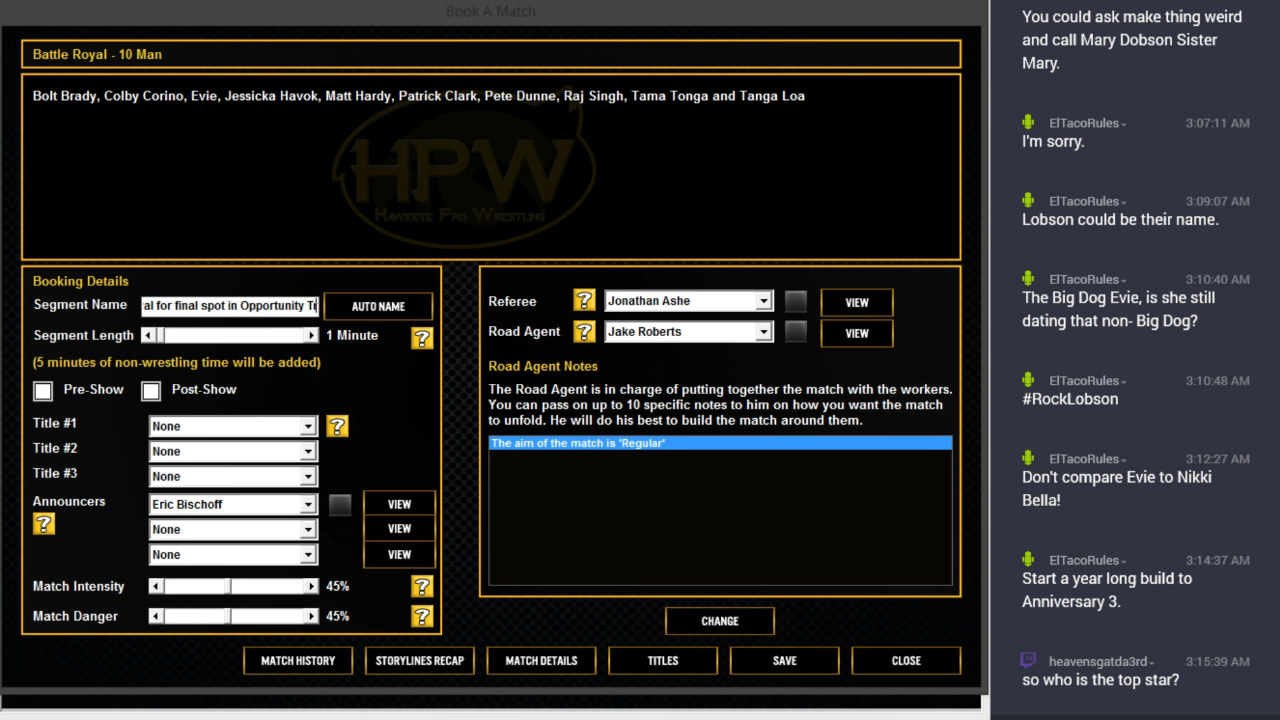 Book A Match
Battle Royal - 10 Man
Bolt Brady, Colby Corino, Evie, Jessicka Havok, Matt Hardy, Patrick Clark, Pete Dunne, Raj Singh, Tama Tonga and Tanga Loa
HPW
HAWKEYE PRO WRESTLING
Booking Details
Segment Name
al for final spot in Opportunity T
AUTO NAME
Segment Length
1 Minute
?
(5 minutes of non-wrestling time will be added)
Pre-Show
Post-Show
Title #1
None
?
Title #2
None
Title #3
None
Announcers
Eric Bischoff
VIEW
?
None
VIEW
None
VIEW
Match Intensity
45%
?
Match Danger
45%
?
Referee
?
Jonathan Ashe
VIEW
Road Agent
?
Jake Roberts
VIEW
Road Agent Notes
The Road Agent is in charge of putting together the match with the workers.
You can pass on up to 10 specific notes to him on how you want the match
to unfold. He will do his best to build the match around them.
The aim of the match is 'Regular'
CHANGE
MATCH HISTORY
STORYLINES RECAP
MATCH DETAILS
TITLES
SAVE
CLOSE
You could ask make thing weird
and call Mary Dobson Sister
Mary.
ElTacoRules 3:07:11 AM
I'm sorry.
ElTacoRules 3:09:07 AM
Lobson could be their name.
ElTacoRules 3:10:40 AM
The Big Dog Evie, is she still
dating that non- Big Dog?
ElTacoRules 3:10:48 AM
#RockLobson
ElTacoRules 3:12:27 AM
Don't compare Evie to Nikki
Bella!
ElTacoRules 3:14:37 AM
Start a year long build to
Anniversary 3.
heavensgatda3rd 3:15:39 AM
so who is the top star?